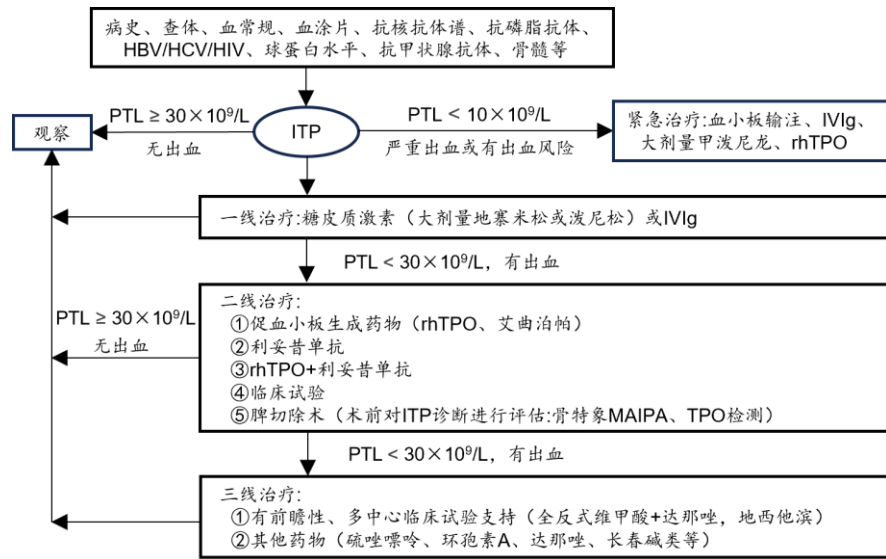 病史、查体、血常规、血涂片、抗核抗体谱、抗磷脂抗体、
HBV/HCV/HIV、球蛋白水平、抗甲状腺抗体、骨髓等
PTL ≥ 30×10⁹/L
无出血
观察
ITP
PTL < 10×10⁹/L
严重出血或有出血风险
紧急治疗:血小板输注、IVIg、
大剂量甲泼尼龙、rhTPO
一线治疗:糖皮质激素（大剂量地塞米松或泼尼松）或IVIg
PTL < 30×10⁹/L，有出血
PTL ≥ 30×10⁹/L
无出血
二线治疗:
①促血小板生成药物（rhTPO、艾曲泊帕）
②利妥昔单抗
③rhTPO+利妥昔单抗
④临床试验
⑤脾切除术（术前对ITP诊断进行评估:骨特象MAIPA、TPO检测）
PTL < 30×10⁹/L，有出血
三线治疗:
①有前瞻性、多中心临床试验支持（全反式维甲酸+达那唑，地西他滨）
②其他药物（硫唑嘌呤、环孢素A、达那唑、长春碱类等）